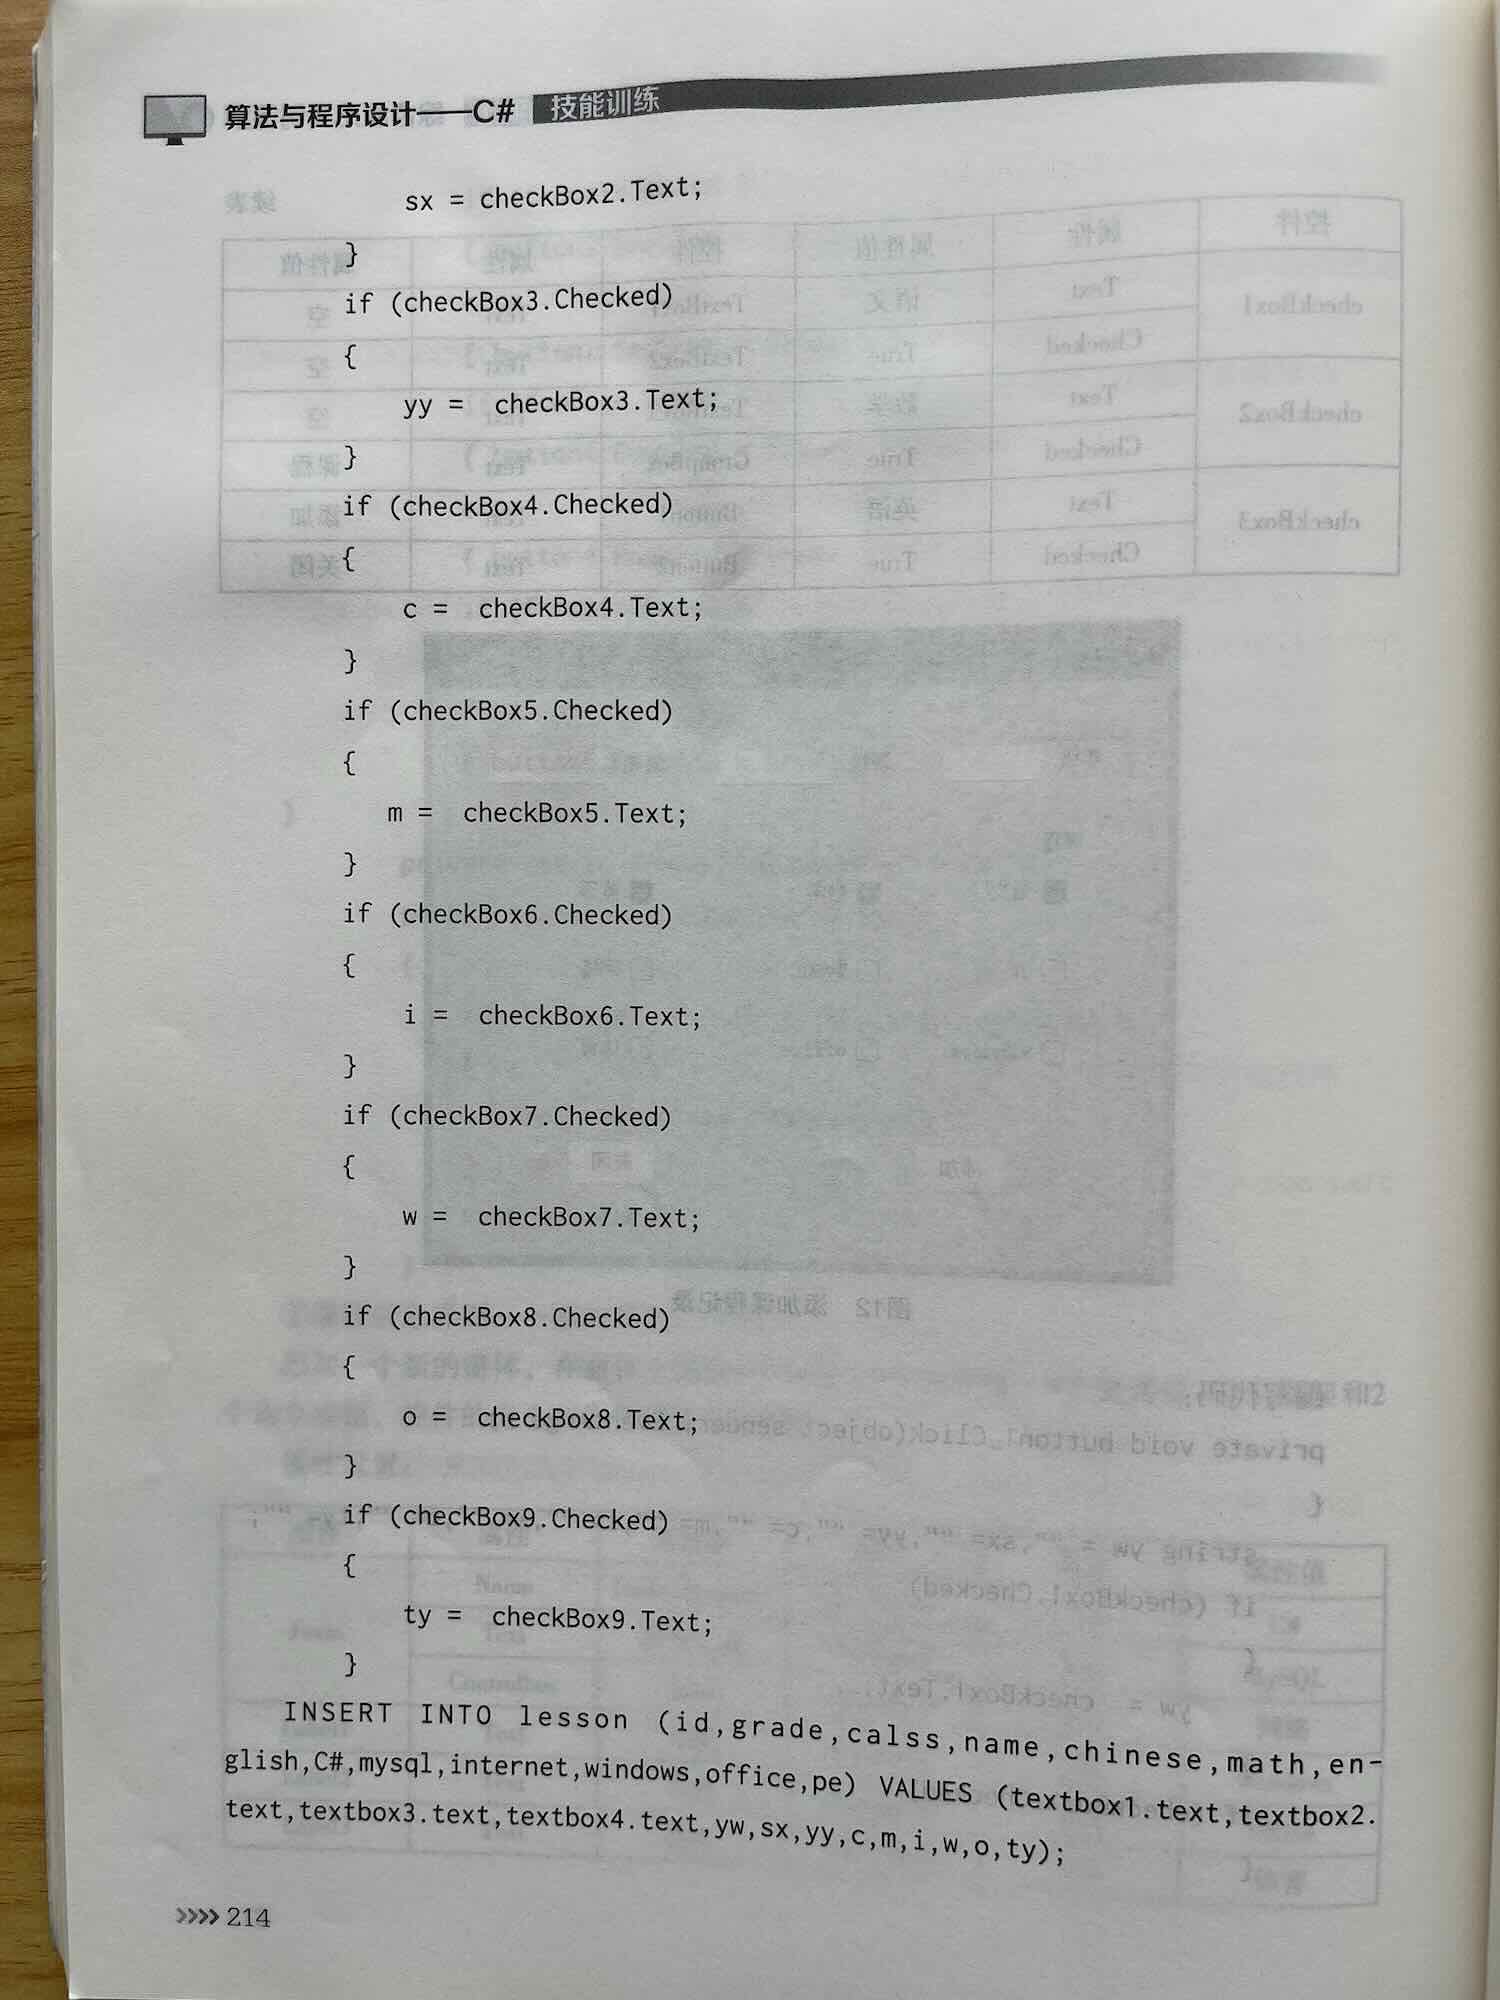 算法与程序设计——C# 技能训练
sx = checkBox2.Text;
}
if (checkBox3.Checked)
{
yy = checkBox3.Text;
}
if (checkBox4.Checked)
{
c = checkBox4.Text;
}
if (checkBox5.Checked)
{
m = checkBox5.Text;
}
if (checkBox6.Checked)
{
i = checkBox6.Text;
}
if (checkBox7.Checked)
{
w = checkBox7.Text;
}
if (checkBox8.Checked)
{
o = checkBox8.Text;
}
if (checkBox9.Checked)
{
ty = checkBox9.Text;
}
INSERT INTO lesson (id,grade,calss,name,chinese,math,en-
glish,C#,mysql,internet,windows,office,pe) VALUES (textbox1.text,textbox2.
text,textbox3.text,textbox4.text,yw,sx,yy,c,m,i,w,o,ty);
>>>> 214